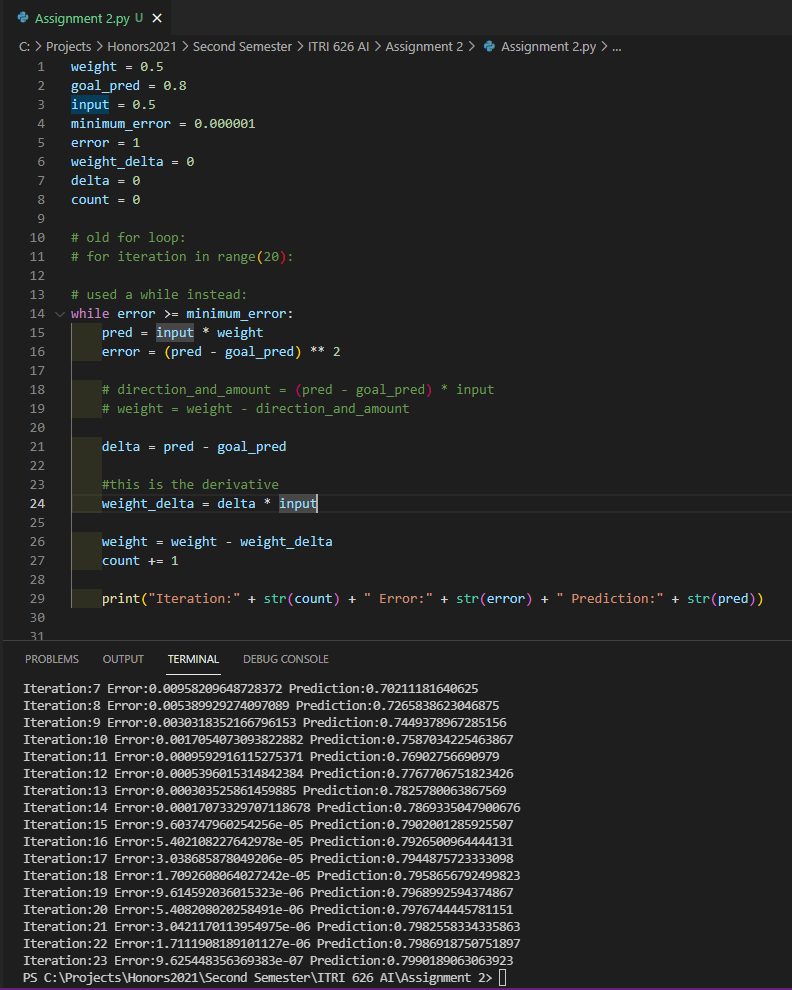 Assignment 2.py U ✕
C: > Projects > Honors2021 > Second Semester > ITRI 626 AI > Assignment 2 > Assignment 2.py > ...
1 weight = 0.5
2 goal_pred = 0.8
3 input = 0.5
4 minimum_error = 0.000001
5 error = 1
6 weight_delta = 0
7 delta = 0
8 count = 0
9
10 # old for loop:
11 # for iteration in range(20):
12
13 # used a while instead:
14 while error >= minimum_error:
15     pred = input * weight
16     error = (pred - goal_pred) ** 2
17
18     # direction_and_amount = (pred - goal_pred) * input
19     # weight = weight - direction_and_amount
20
21     delta = pred - goal_pred
22
23     #this is the derivative
24     weight_delta = delta * input
25
26     weight = weight - weight_delta
27     count += 1
28
29     print("Iteration:" + str(count) + " Error:" + str(error) + " Prediction:" + str(pred))
30
31
PROBLEMS OUTPUT TERMINAL DEBUG CONSOLE
Iteration:7 Error:0.00958209648728372 Prediction:0.70211181640625
Iteration:8 Error:0.005389929274097089 Prediction:0.7265838623046875
Iteration:9 Error:0.0030318352166796153 Prediction:0.7449378967285156
Iteration:10 Error:0.0017054073093822882 Prediction:0.7587034225463867
Iteration:11 Error:0.0009592916115275371 Prediction:0.76902756690979
Iteration:12 Error:0.0005396015314842384 Prediction:0.7767706751823426
Iteration:13 Error:0.000303525861459885 Prediction:0.7825780063867569
Iteration:14 Error:0.00017073329707118678 Prediction:0.7869335047900676
Iteration:15 Error:9.603747960254256e-05 Prediction:0.7902001285925507
Iteration:16 Error:5.402108227642978e-05 Prediction:0.7926500964444131
Iteration:17 Error:3.038685878049206e-05 Prediction:0.7944875723333098
Iteration:18 Error:1.7092608064027242e-05 Prediction:0.7958656792499823
Iteration:19 Error:9.614592036015323e-06 Prediction:0.7968992594374867
Iteration:20 Error:5.408208020258491e-06 Prediction:0.7976744445781151
Iteration:21 Error:3.0421170113954975e-06 Prediction:0.7982558334335863
Iteration:22 Error:1.7111908189101127e-06 Prediction:0.7986918750751897
Iteration:23 Error:9.625448356369383e-07 Prediction:0.7990189063063923
PS C:\Projects\Honors2021\Second Semester\ITRI 626 AI\Assignment 2>